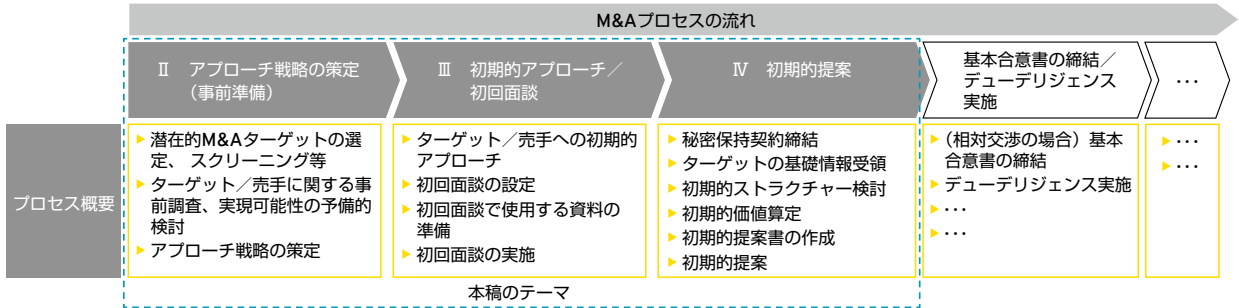 M&Aプロセスの流れ
Ⅱ アプローチ戦略の策定
(事前準備)
Ⅲ 初期的アプローチ/
初回面談
Ⅳ 初期的提案
基本合意書の締結/
デューデリジェンス
実施
・・・
プロセス概要
潜在的M&Aターゲットの選
定、 スクリーニング等
ターゲット/売手に関する事
前調査、実現可能性の予備的
検討
アプローチ戦略の策定
ターゲット/売手への初期的
アプローチ
初回面談の設定
初回面談で使用する資料の
準備
初回面談の実施
秘密保持契約締結
ターゲットの基礎情報受領
初期的ストラクチャー検討
初期的価値算定
初期的提案書の作成
初期的提案
(相対交渉の場合)基本
合意書の締結
デューデリジェンス実施
・・・
・・・
・・・
・・・
本稿のテーマ